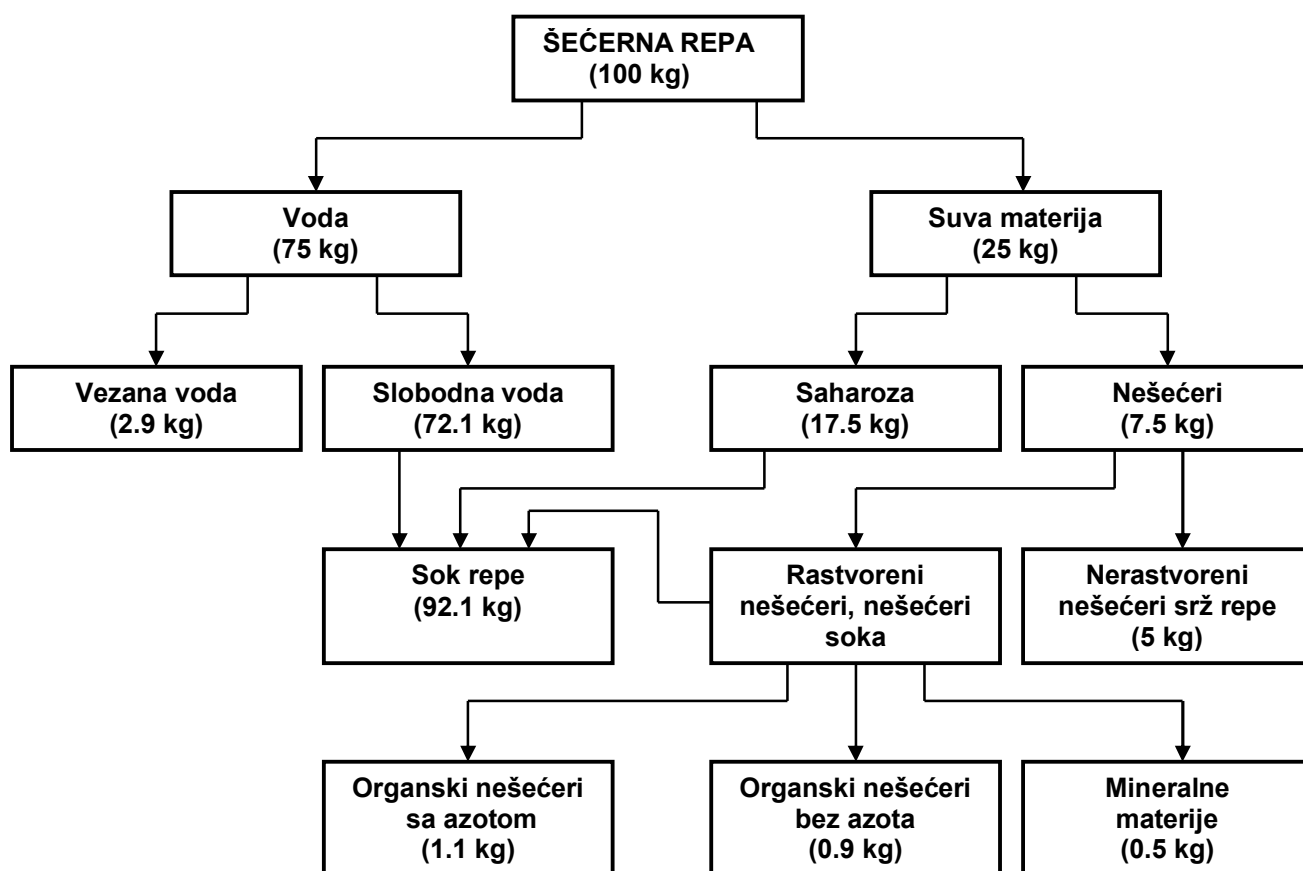 ŠEĆERNA REPA
(100 kg)
Voda
(75 kg)
Suva materija
(25 kg)
Vezana voda
(2.9 kg)
Slobodna voda
(72.1 kg)
Saharoza
(17.5 kg)
Nešećeri
(7.5 kg)
Sok repe
(92.1 kg)
Rastvoreni
nešećeri, nešećeri
soka
Nerastvoreni
nešećeri srž repe
(5 kg)
Organski nešećeri
sa azotom
(1.1 kg)
Organski nešećeri
bez azota
(0.9 kg)
Mineralne
materije
(0.5 kg)